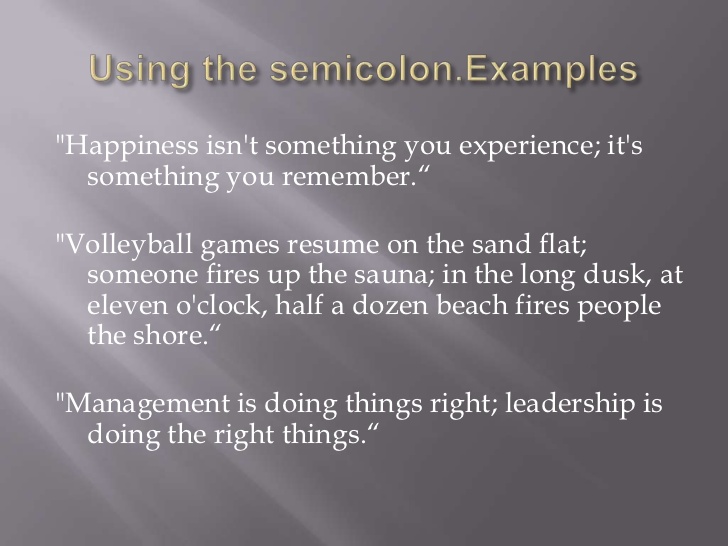 Using the semicolon.Examples
"Happiness isn't something you experience; it's
something you remember.“
"Volleyball games resume on the sand flat;
someone fires up the sauna; in the long dusk, at
eleven o'clock, half a dozen beach fires people
the shore.“
"Management is doing things right; leadership is
doing the right things.“